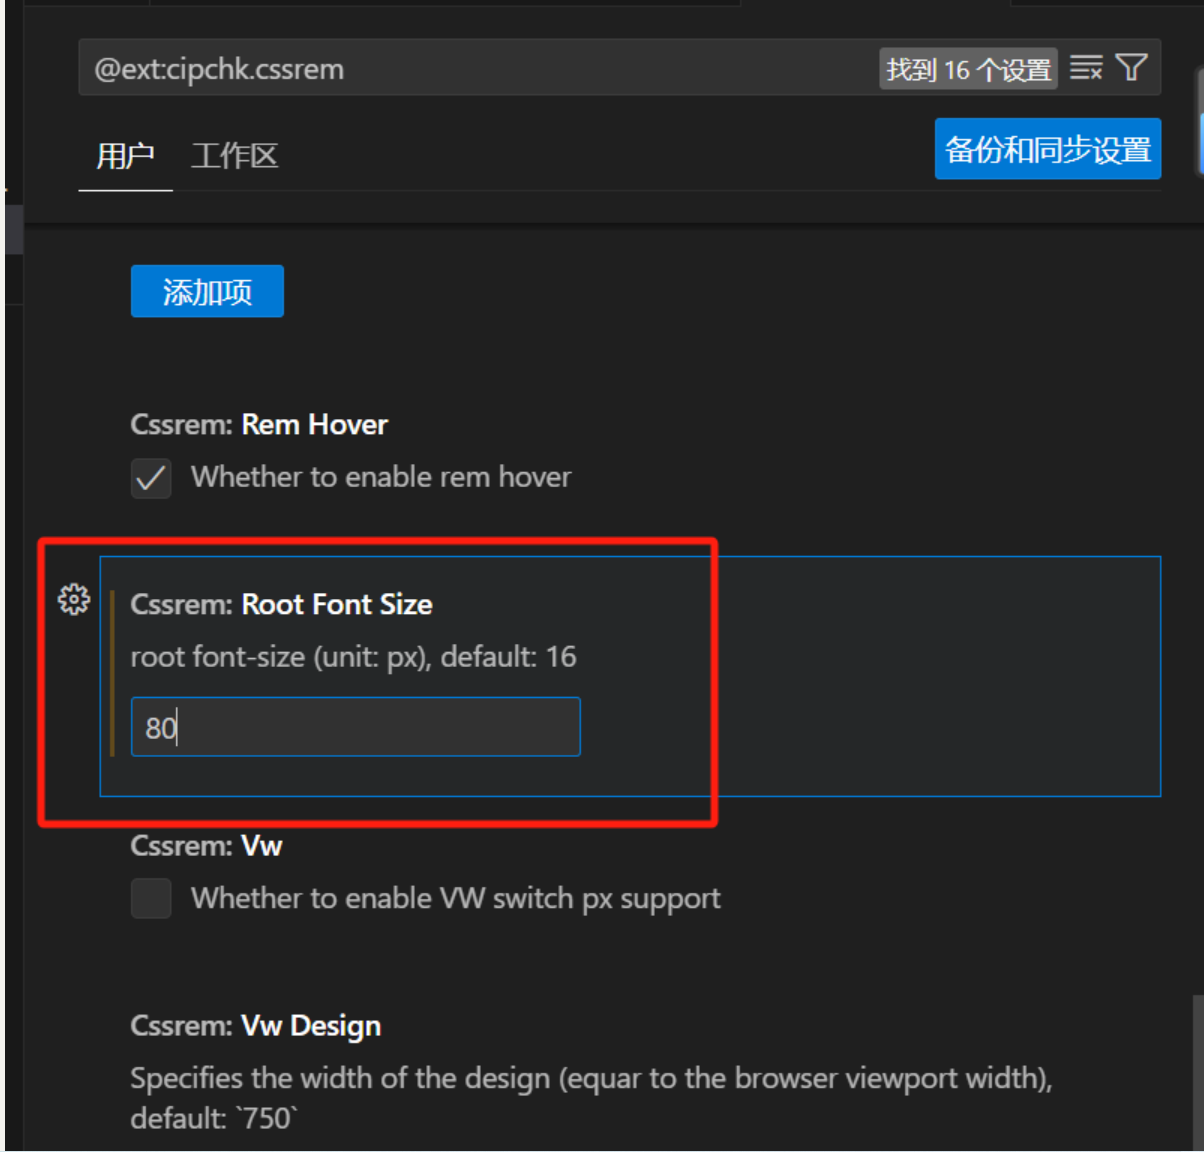 @ext:cipchk.cssrem
找到 16 个设置
用户 工作区
备份和同步设置
添加项
Cssrem: Rem Hover
Whether to enable rem hover
Cssrem: Root Font Size
root font-size (unit: px), default: 16
80
Cssrem: Vw
Whether to enable VW switch px support
Cssrem: Vw Design
Specifies the width of the design (equar to the browser viewport width),
default: `750`